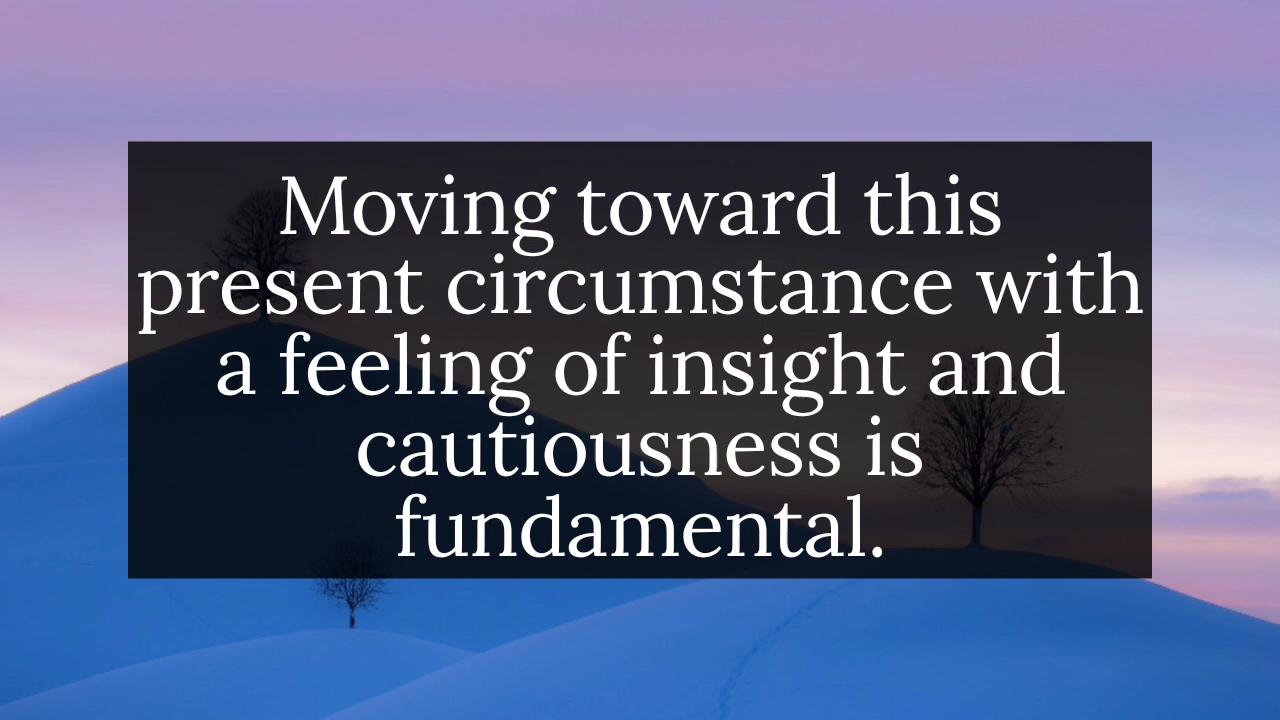 Moving toward this
present circumstance with
a feeling of insight and
cautiousness is
fundamental.